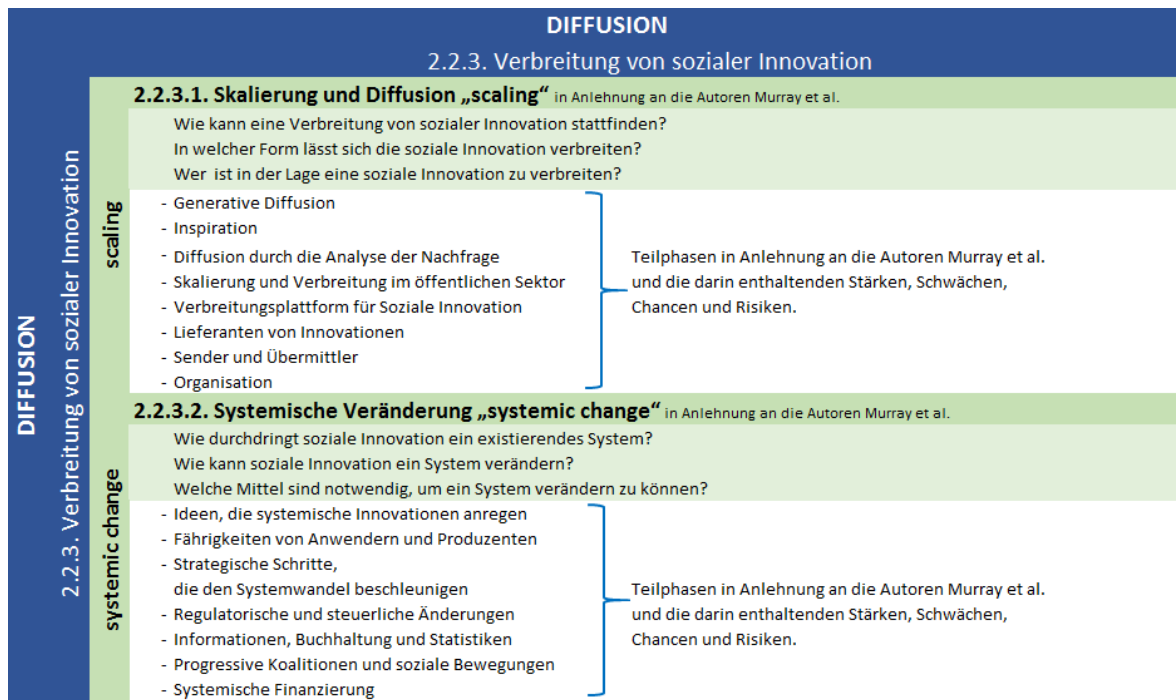 DIFFUSION
2.2.3. Verbreitung von sozialer Innovation
DIFFUSION
2.2.3. Verbreitung von sozialer Innovation
scaling
2.2.3.1. Skalierung und Diffusion „scaling“ in Anlehnung an die Autoren Murray et al.
Wie kann eine Verbreitung von sozialer Innovation stattfinden?
In welcher Form lässt sich die soziale Innovation verbreiten?
Wer ist in der Lage eine soziale Innovation zu verbreiten?
- Generative Diffusion
- Inspiration
- Diffusion durch die Analyse der Nachfrage
- Skalierung und Verbreitung im öffentlichen Sektor
- Verbreitungsplattform für Soziale Innovation
- Lieferanten von Innovationen
- Sender und Übermittler
- Organisation
Teilphasen in Anlehnung an die Autoren Murray et al.
und die darin enthaltenden Stärken, Schwächen,
Chancen und Risiken.
systemic change
2.2.3.2. Systemische Veränderung „systemic change“ in Anlehnung an die Autoren Murray et al.
Wie durchdringt soziale Innovation ein existierendes System?
Wie kann soziale Innovation ein System verändern?
Welche Mittel sind notwendig, um ein System verändern zu können?
- Ideen, die systemische Innovationen anregen
- Fährigkeiten von Anwendern und Produzenten
- Strategische Schritte,
die den Systemwandel beschleunigen
- Regulatorische und steuerliche Änderungen
- Informationen, Buchhaltung und Statistiken
- Progressive Koalitionen und soziale Bewegungen
- Systemische Finanzierung
Teilphasen in Anlehnung an die Autoren Murray et al.
und die darin enthaltenden Stärken, Schwächen,
Chancen und Risiken.